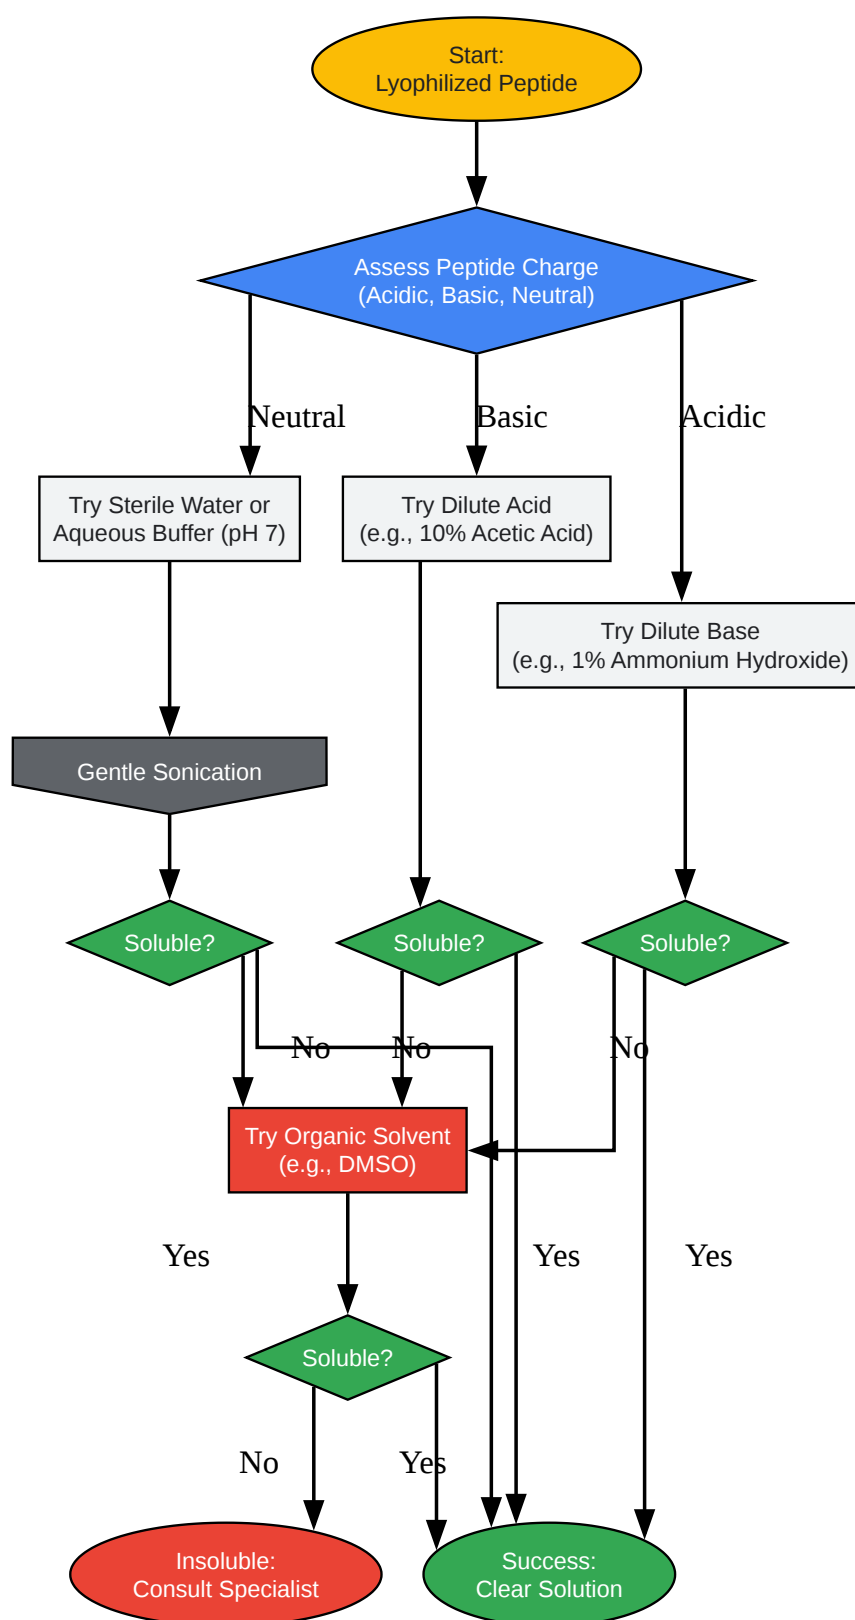 Start:
Lyophilized Peptide
Assess Peptide Charge
(Acidic, Basic, Neutral)
Neutral
Basic
Acidic
Try Sterile Water or
Aqueous Buffer (pH 7)
Try Dilute Acid
(e.g., 10% Acetic Acid)
Try Dilute Base
(e.g., 1% Ammonium Hydroxide)
Gentle Sonication
Soluble?
Soluble?
Soluble?
No
No
No
Try Organic Solvent
(e.g., DMSO)
Yes
Yes
Yes
Soluble?
No
Yes
Insoluble:
Consult Specialist
Success:
Clear Solution